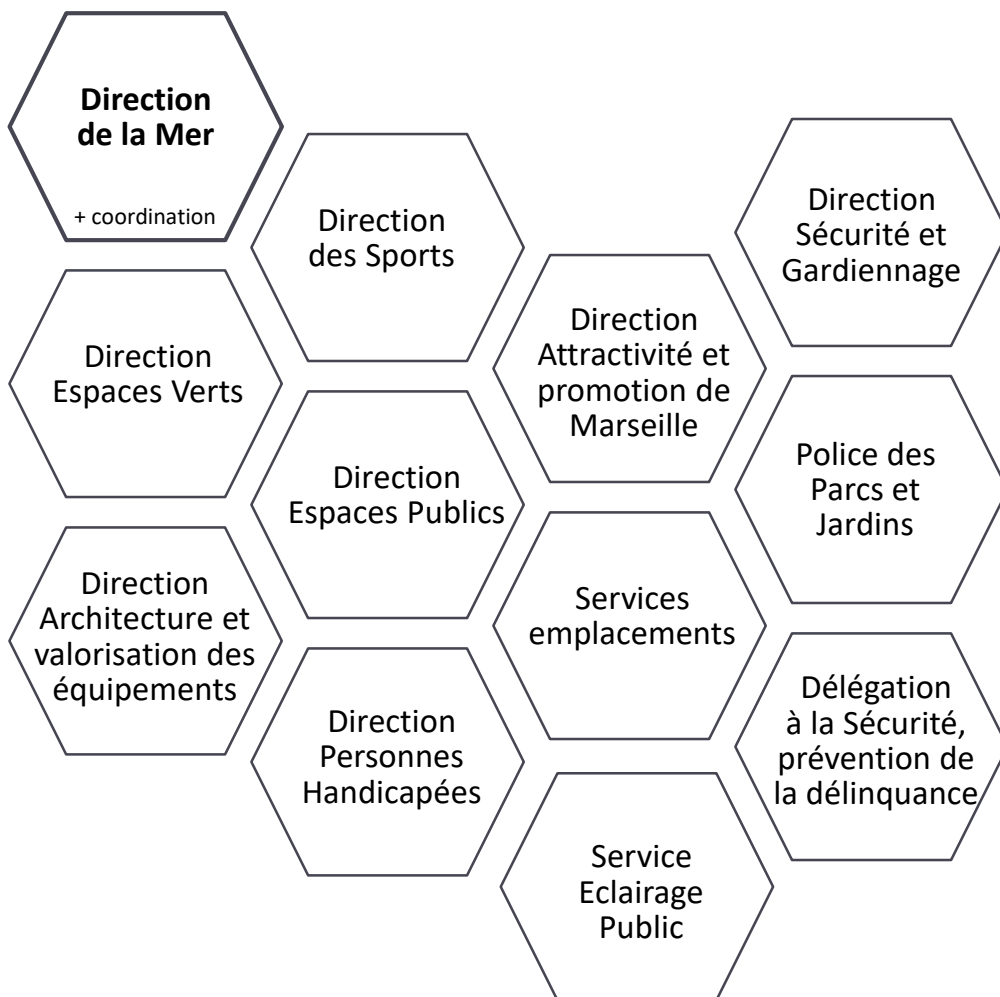 Direction
de la Mer
+ coordination
Direction
des Sports
Direction
Sécurité et
Gardiennage
Direction
Espaces Verts
Direction
Attractivité et
promotion de
Marseille
Direction
Espaces Publics
Police des
Parcs et
Jardins
Direction
Architecture et
valorisation des
équipements
Services
emplacements
Direction
Personnes
Handicapées
Délégation
à la Sécurité,
prévention de
la délinquance
Service
Eclairage
Public